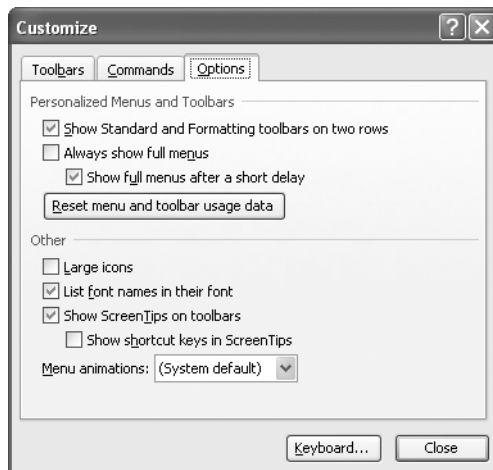 Customize
Toolbars Commands Options
Personalized Menus and Toolbars
Show Standard and Formatting toolbars on two rows
Always show full menus
Show full menus after a short delay
Reset menu and toolbar usage data
Other
Large icons
List font names in their font
Show ScreenTips on toolbars
Show shortcut keys in ScreenTips
Menu animations: (System default)
Keyboard... Close